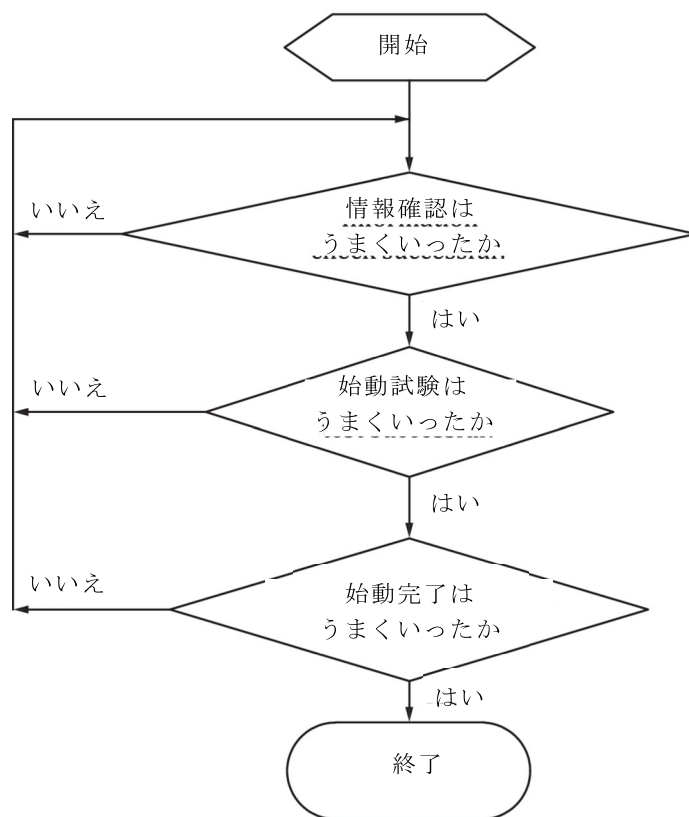 開始
いいえ
情報確認は
うまくいったか
はい
いいえ
始動試験は
うまくいったか
はい
いいえ
始動完了は
うまくいったか
はい
終了